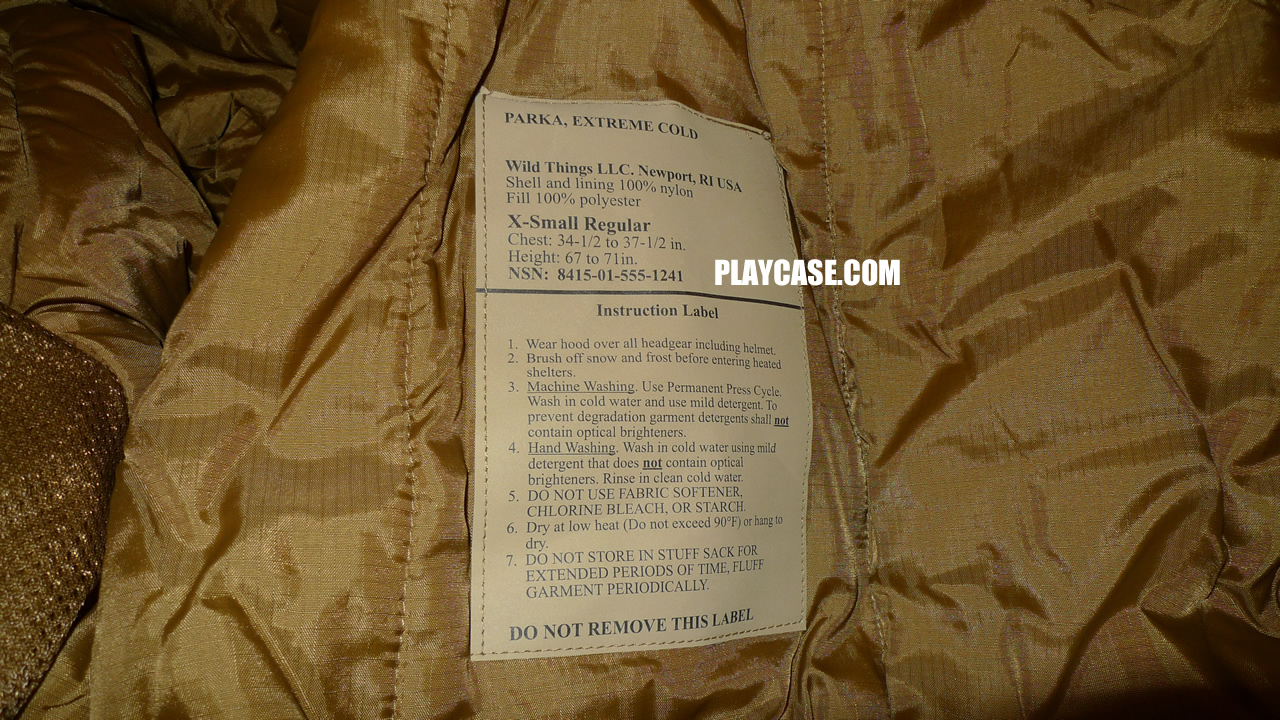 PARKA, EXTREME COLD
Wild Things LLC. Newport, RI USA
Shell and lining 100% nylon
Fill 100% polyester
X-Small Regular
Chest: 34-1/2 to 37-1/2 in.
Height: 67 to 71in.
NSN: 8415-01-555-1241
PLAYCASE.COM
Instruction Label
1. Wear hood over all headgear including helmet.
2. Brush off snow and frost before entering heated
shelters.
3. Machine Washing. Use Permanent Press Cycle.
Wash in cold water and use mild detergent. To
prevent degradation garment detergents shall not
contain optical brighteners.
4. Hand Washing. Wash in cold water using mild
detergent that does not contain optical
brighteners. Rinse in clean cold water.
5. DO NOT USE FABRIC SOFTENER,
CHLORINE BLEACH, OR STARCH.
6. Dry at low heat (Do not exceed 90°F) or hang to
dry.
7. DO NOT STORE IN STUFF SACK FOR
EXTENDED PERIODS OF TIME, FLUFF
GARMENT PERIODICALLY.
DO NOT REMOVE THIS LABEL